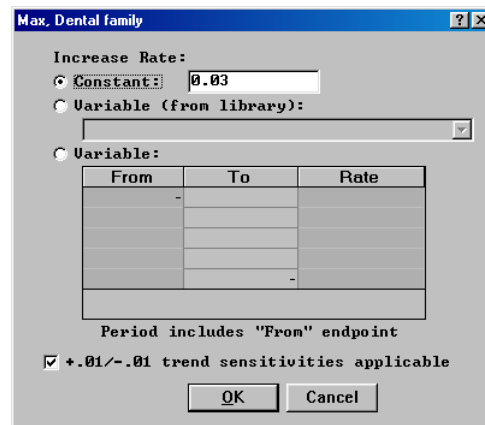 Max, Dental family
Increase Rate:
Constant: 0.03
Variable (from library):
Variable:
From To Rate
-
-
Period includes "From" endpoint
+.01/-.01 trend sensitivities applicable
OK Cancel